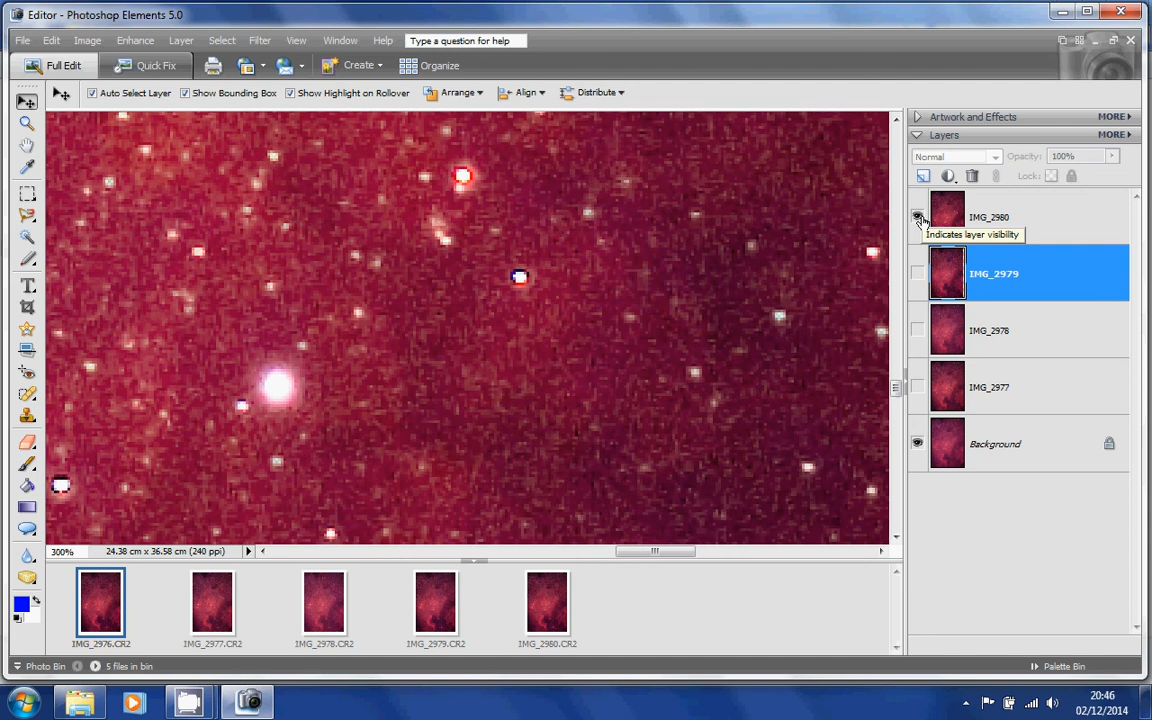 Editor - Photoshop Elements 5.0
File Edit Image Enhance Layer Select Filter View Window Help Type a question for help
Full Edit Quick Fix Create Organize
Auto Select Layer Show Bounding Box Show Highlight on Rollover Arrange Align Distribute
Artwork and Effects MORE
Layers MORE
Normal Opacity: 100%
Lock:
IMG_2980
Indicates layer visibility
IMG_2979
IMG_2978
IMG_2977
Background
300% 24.38 cm x 36.58 cm (240 ppi)
IMG_2976.CR2 IMG_2977.CR2 IMG_2978.CR2 IMG_2979.CR2 IMG_2980.CR2
Photo Bin 5 files in bin Palette Bin
20:46
02/12/2014